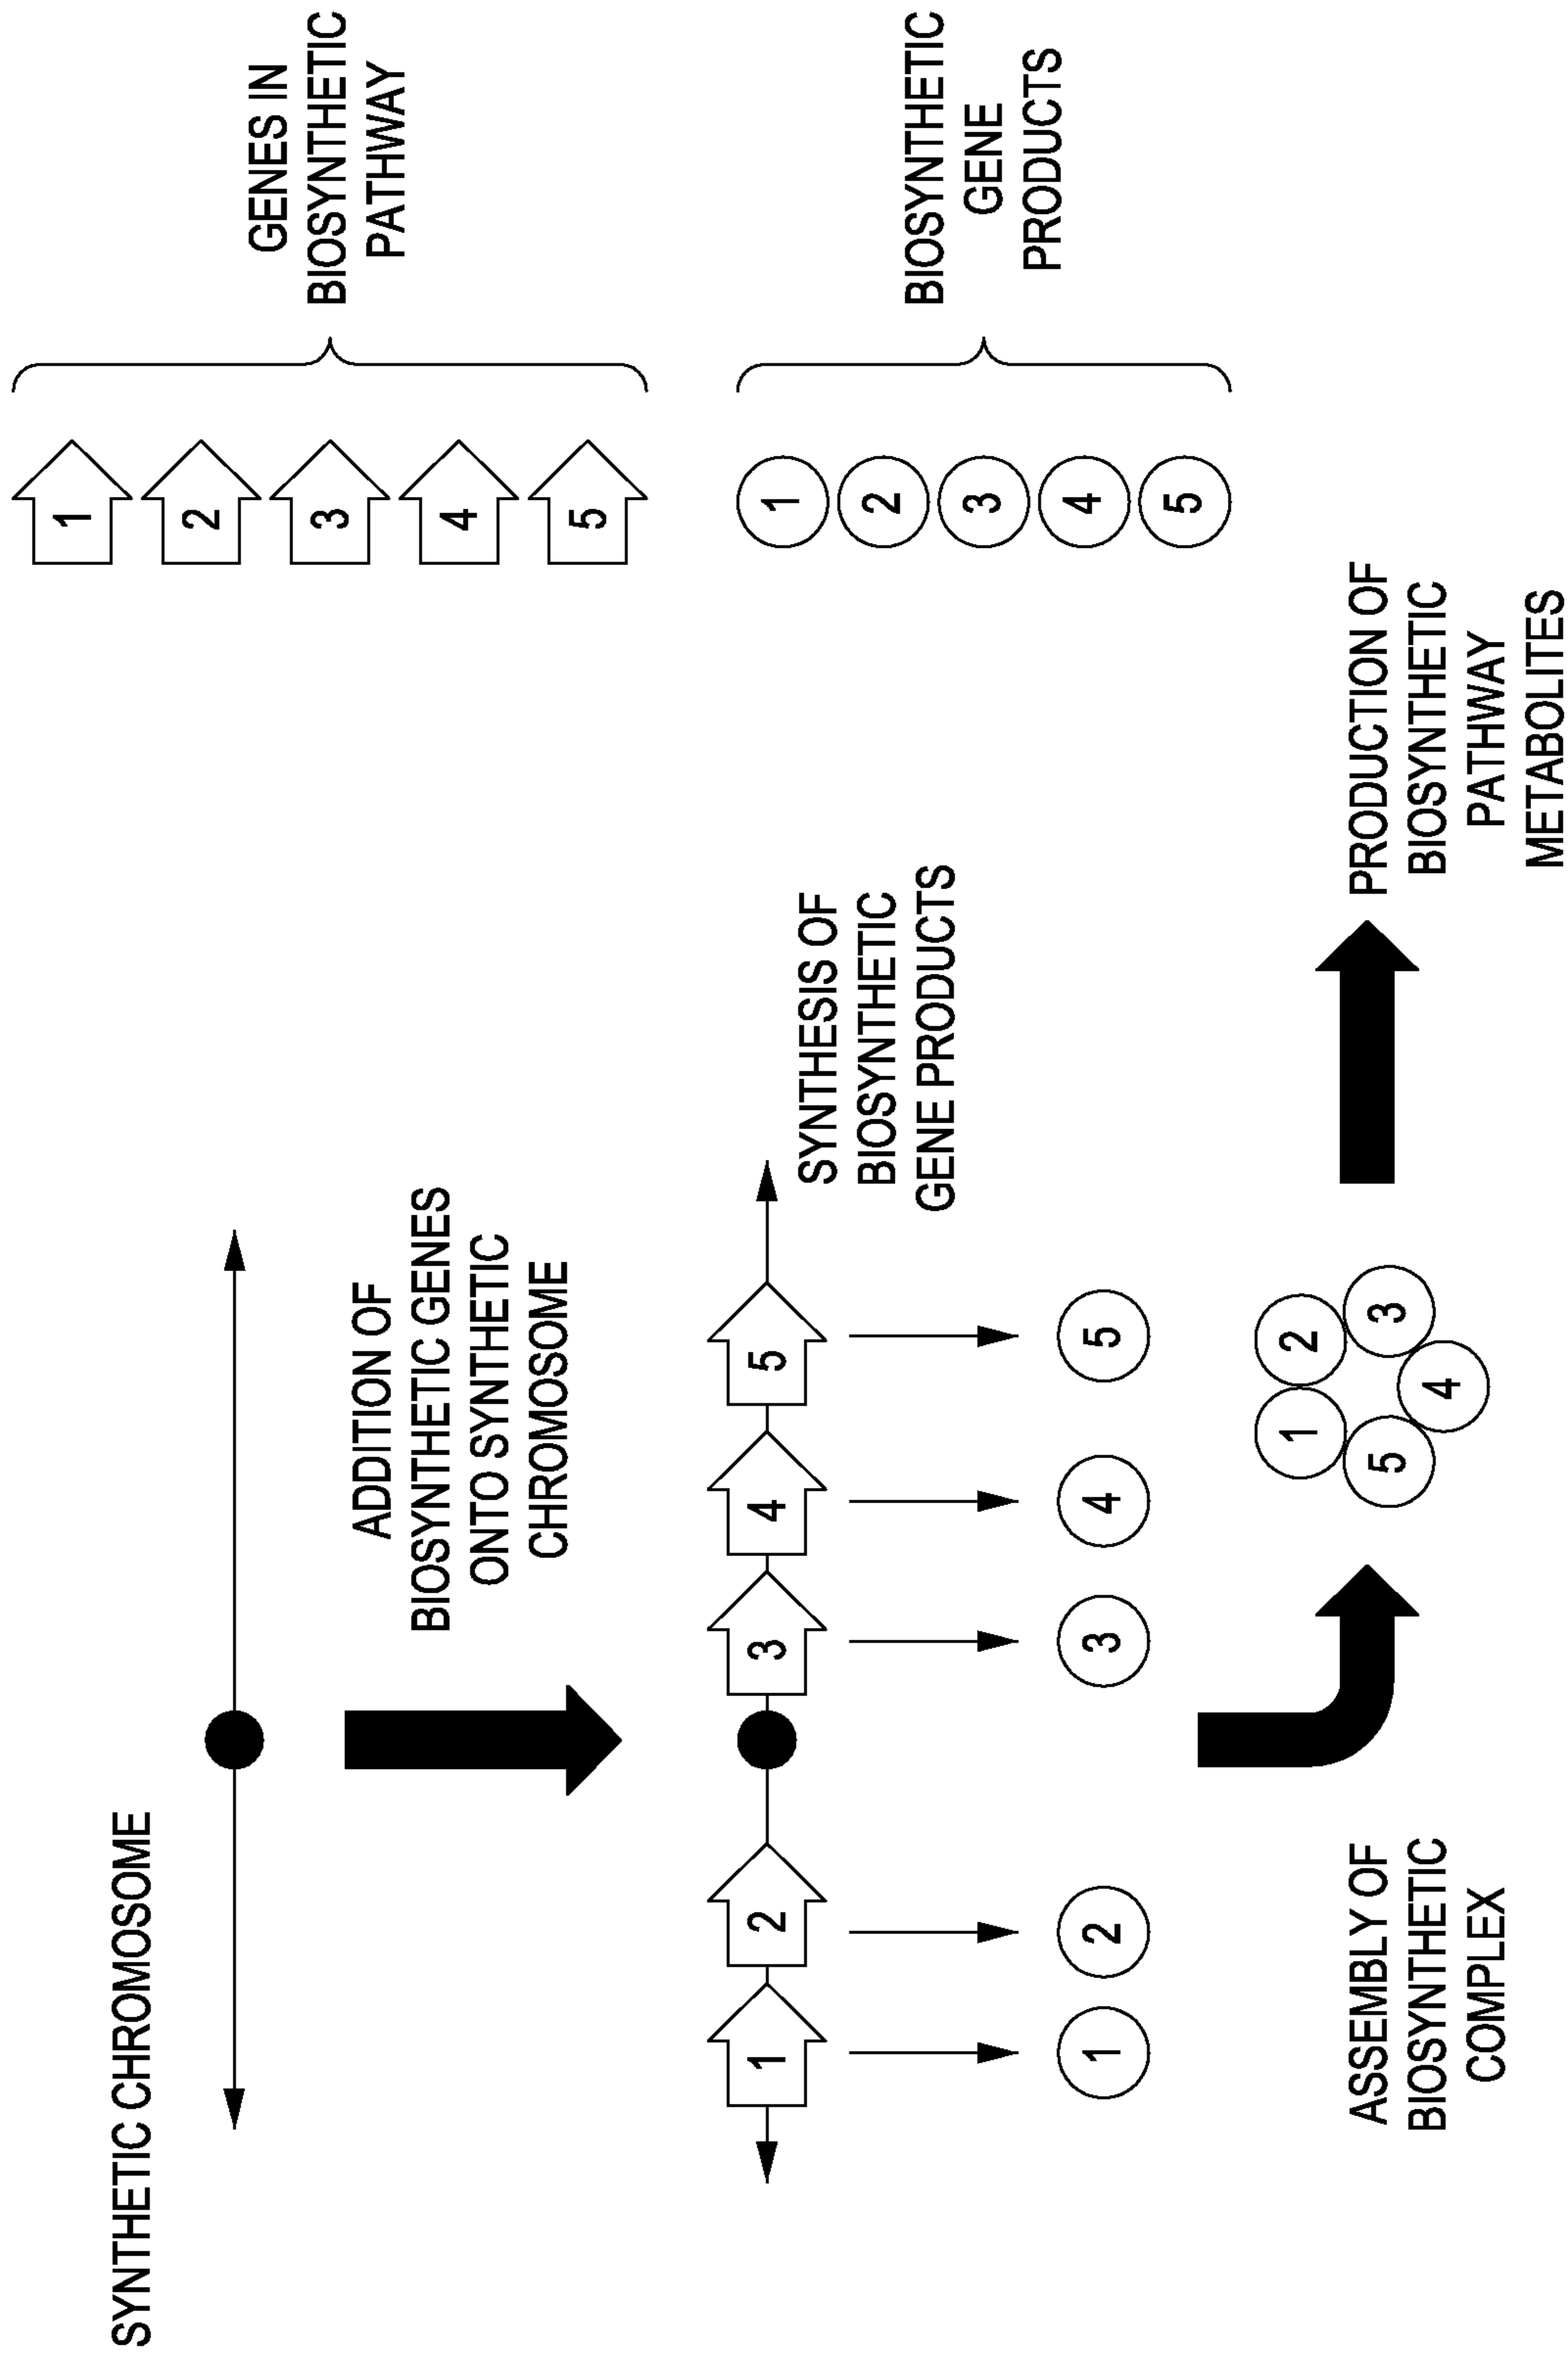 SYNTHETIC CHROMOSOME
ADDITION OF
BIOSYNTHETIC GENES
ONTO SYNTHETIC
CHROMOSOME
GENES IN
BIOSYNTHETIC
PATHWAY
1
2
3
4
5
1
2
3
4
5
SYNTHESIS OF
BIOSYNTHETIC
GENE PRODUCTS
1
2
3
4
5
BIOSYNTHETIC
GENE
PRODUCTS
1
2
3
4
5
ASSEMBLY OF
BIOSYNTHETIC
COMPLEX
1
2
3
4
5
PRODUCTION OF
BIOSYNTHETIC
PATHWAY
METABOLITES